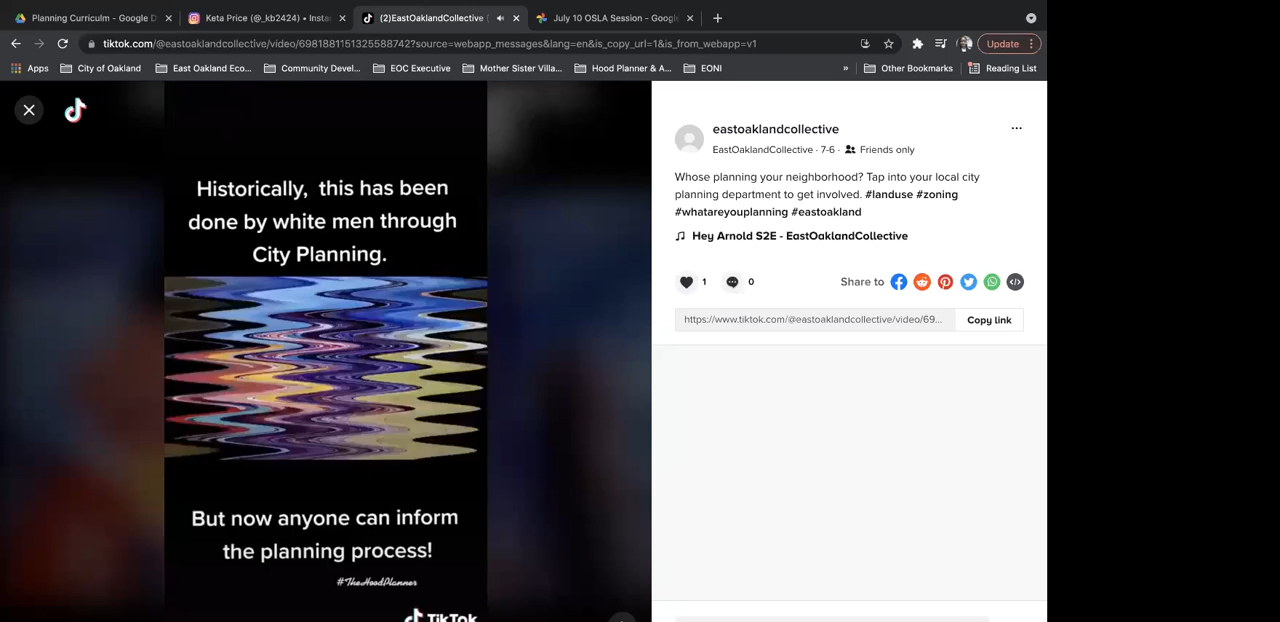 Planning Curriculum - Google D
Keta Price (@_kb2424) • Insta
(2)EastOaklandCollective (
July 10 OSLA Session - Google
tiktok.com/@eastoaklandcollective/video/6981881151325588742?source=webapp_messages&lang=en&is_copy_url=1&is_from_webapp=v1
Update
Apps
City of Oakland
East Oakland Eco...
Community Devel...
EOC Executive
Mother Sister Villa...
Hood Planner & A...
EONI
»
Other Bookmarks
Reading List
Historically, this has been
done by white men through
City Planning.
But now anyone can inform
the planning process!
#TheHoodPlanner
TikTok
eastoaklandcollective
EastOaklandCollective · 7-6 · Friends only
Whose planning your neighborhood? Tap into your local city
planning department to get involved. #landuse #zoning
#whatareyouplanning #eastoakland
Hey Arnold S2E - EastOaklandCollective
1
0
Share to
https://www.tiktok.com/@eastoaklandcollective/video/69...
Copy link